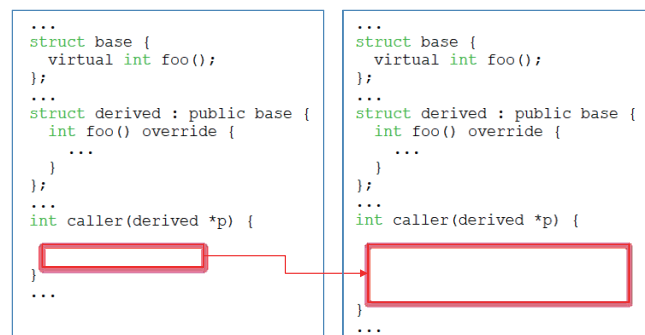 ...
struct base {
virtual int foo();
};
...
struct derived : public base {
int foo() override {
...
}
};
...
int caller(derived *p) {
}
...
...
struct base {
virtual int foo();
};
...
struct derived : public base {
int foo() override {
...
}
};
...
int caller(derived *p) {
}
...